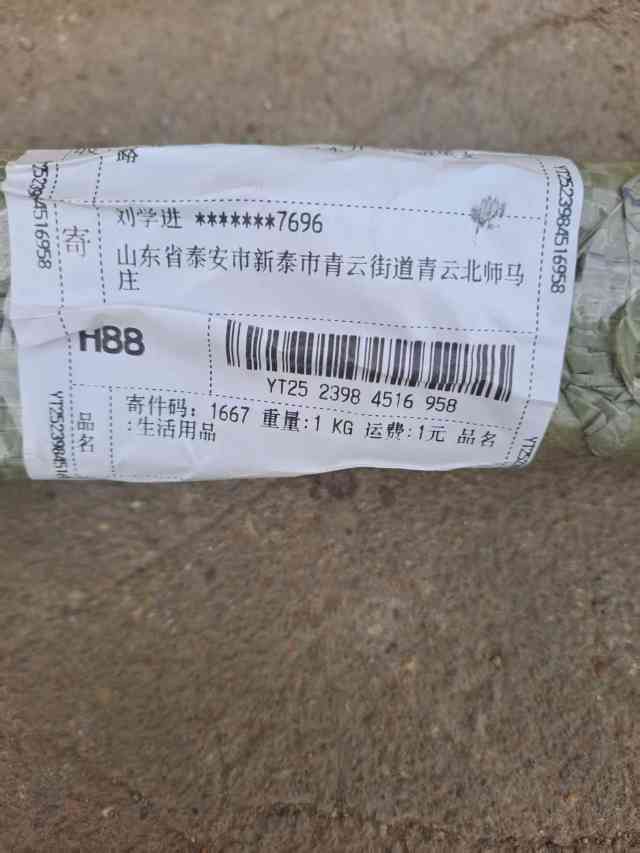 路
寄
刘学进 *******7696
山东省泰安市新泰市青云街道青云北师马
庄
H88
YT25 2398 4516 958
品名
寄件码：1667 重量:1 KG 运费:1元 品名
:生活用品
YT2523984516958
YT2523984516958
YT2523984516